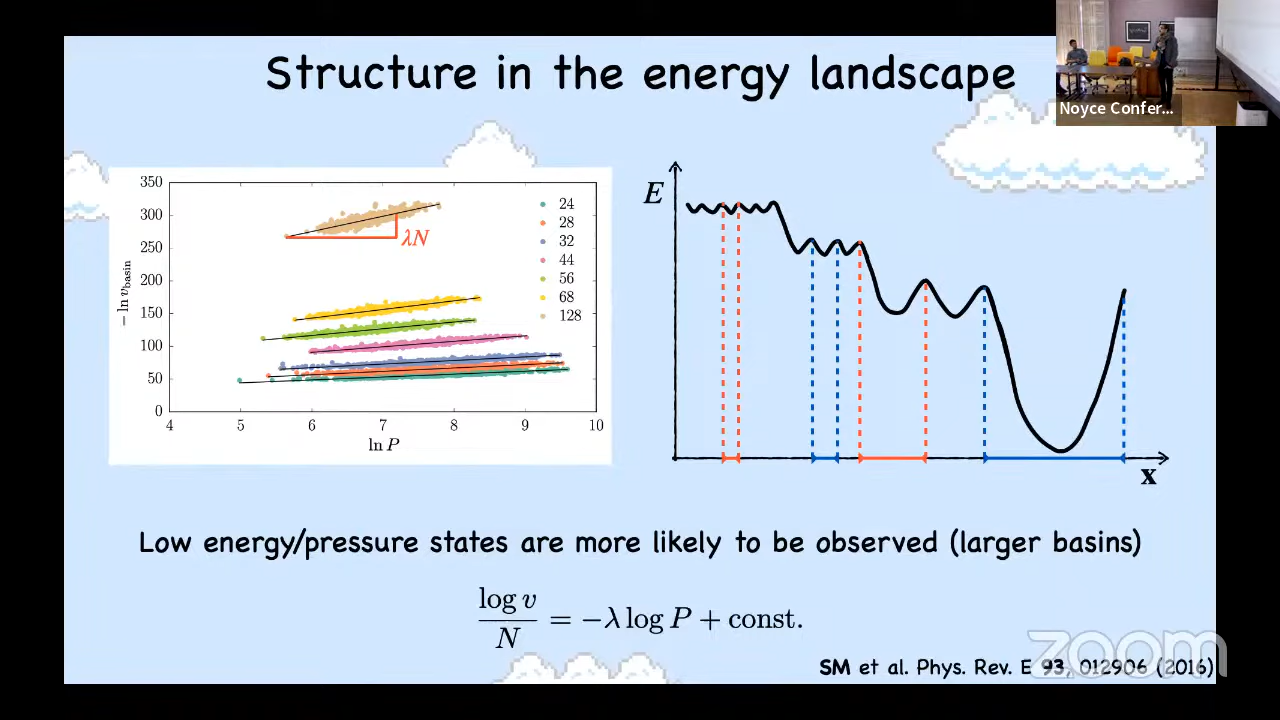 Structure in the energy landscape
Noyce Confer...
350
300
250
200
150
100
50
0
− ln v_basin
4 5 6 7 8 9 10
ln P
24
28
32
44
56
68
128
λN
E
x
Low energy/pressure states are more likely to be observed (larger basins)
log v / N = −λ log P + const.
zoom
SM et al. Phys. Rev. E 93, 012906 (2016)